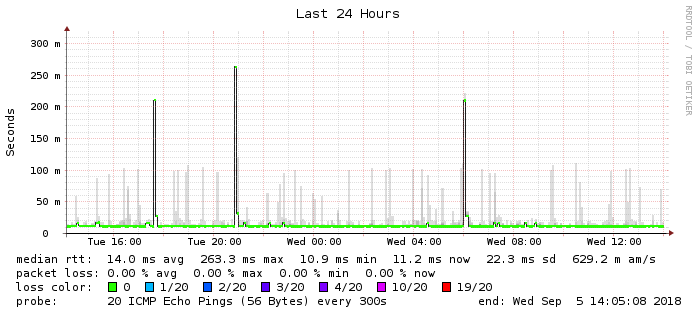 Last 24 Hours
RRDTOOL / TOBI OETIKER
Seconds
300 m
250 m
200 m
150 m
100 m
50 m
0
Tue 16:00 Tue 20:00 Wed 00:00 Wed 04:00 Wed 08:00 Wed 12:00
median rtt: 14.0 ms avg 263.3 ms max 10.9 ms min 11.2 ms now 22.3 ms sd 629.2 m am/s
packet loss: 0.00 % avg 0.00 % max 0.00 % min 0.00 % now
loss color: 0 1/20 2/20 3/20 4/20 10/20 19/20
probe: 20 ICMP Echo Pings (56 Bytes) every 300s end: Wed Sep 5 14:05:08 2018